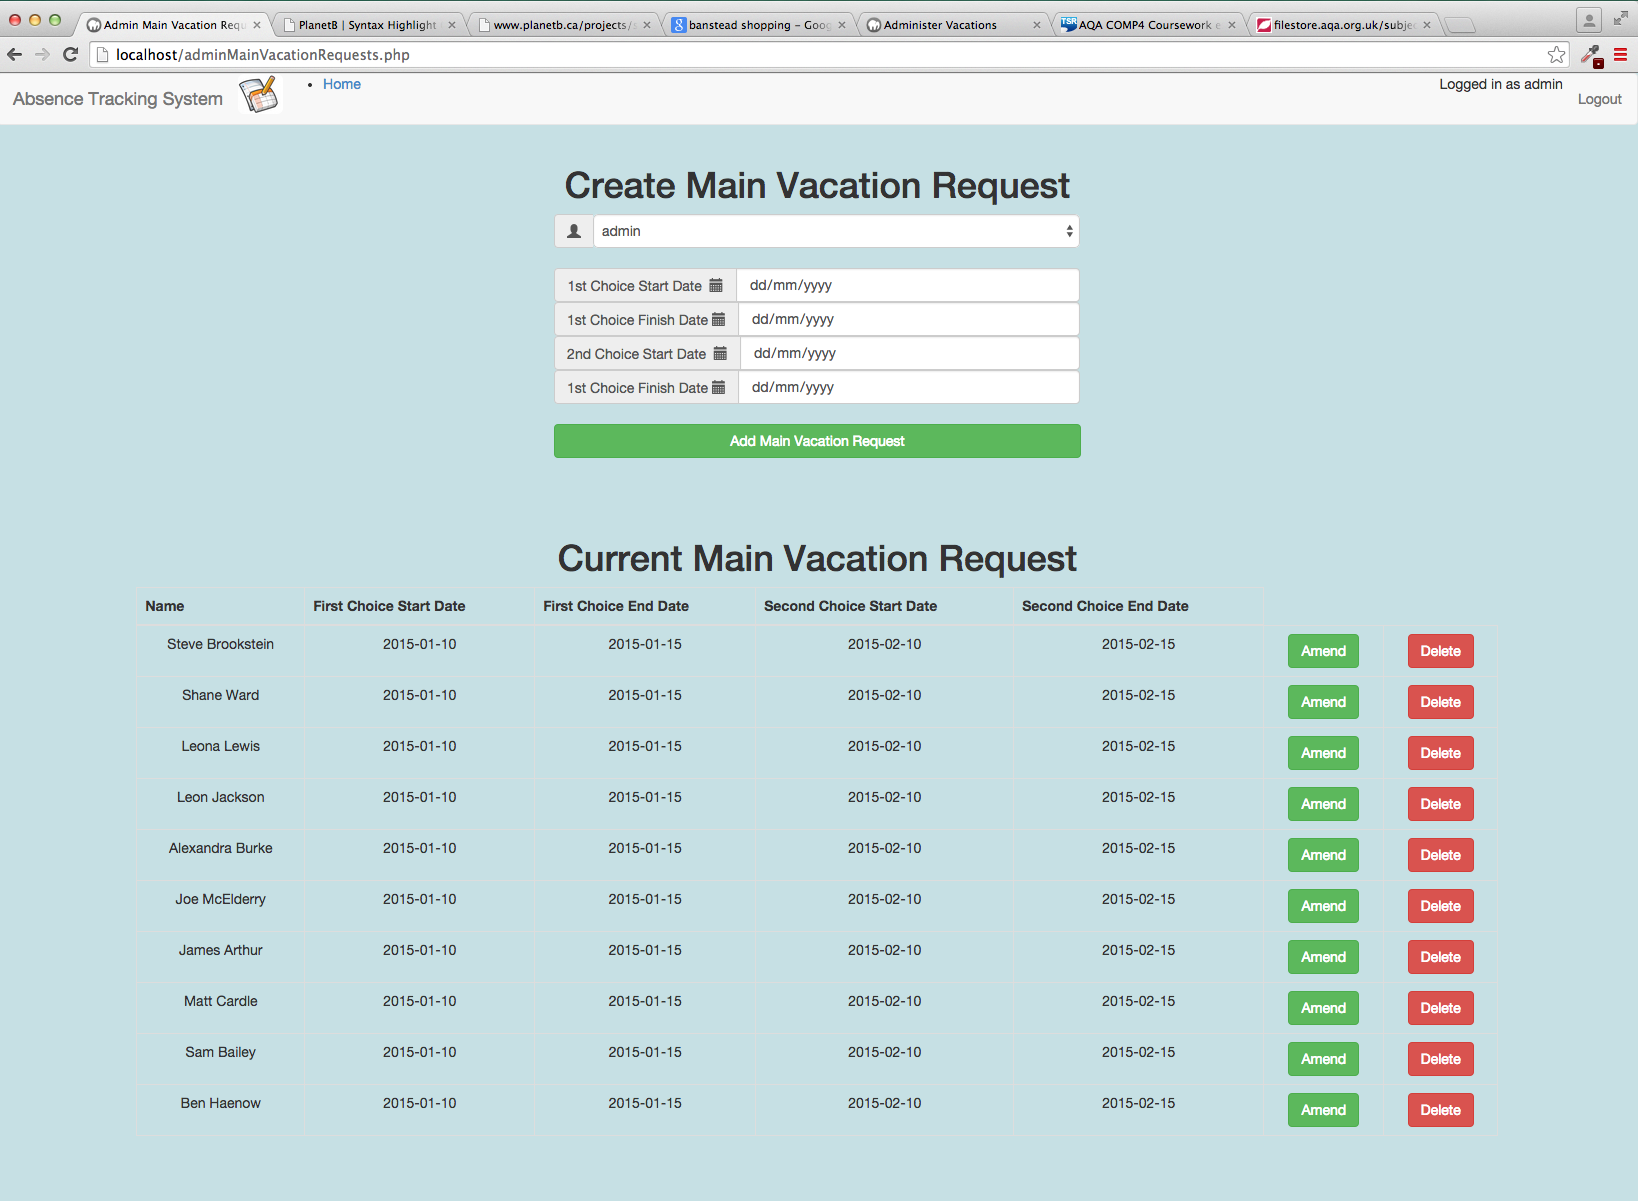 Admin Main Vacation Requ
PlanetB | Syntax Highlight
www.planetb.ca/projects/s
banstead shopping – Goog
Administer Vacations
TSR AQA COMP4 Coursework e
filestore.aqa.org.uk/subjec
localhost/adminMainVacationRequests.php
Absence Tracking System
• Home
Logged in as admin
Logout
Create Main Vacation Request
admin
1st Choice Start Date dd/mm/yyyy
1st Choice Finish Date dd/mm/yyyy
2nd Choice Start Date dd/mm/yyyy
1st Choice Finish Date dd/mm/yyyy
Add Main Vacation Request
Current Main Vacation Request
Name First Choice Start Date First Choice End Date Second Choice Start Date Second Choice End Date
Steve Brookstein 2015-01-10 2015-01-15 2015-02-10 2015-02-15 Amend Delete
Shane Ward 2015-01-10 2015-01-15 2015-02-10 2015-02-15 Amend Delete
Leona Lewis 2015-01-10 2015-01-15 2015-02-10 2015-02-15 Amend Delete
Leon Jackson 2015-01-10 2015-01-15 2015-02-10 2015-02-15 Amend Delete
Alexandra Burke 2015-01-10 2015-01-15 2015-02-10 2015-02-15 Amend Delete
Joe McElderry 2015-01-10 2015-01-15 2015-02-10 2015-02-15 Amend Delete
James Arthur 2015-01-10 2015-01-15 2015-02-10 2015-02-15 Amend Delete
Matt Cardle 2015-01-10 2015-01-15 2015-02-10 2015-02-15 Amend Delete
Sam Bailey 2015-01-10 2015-01-15 2015-02-10 2015-02-15 Amend Delete
Ben Haenow 2015-01-10 2015-01-15 2015-02-10 2015-02-15 Amend Delete